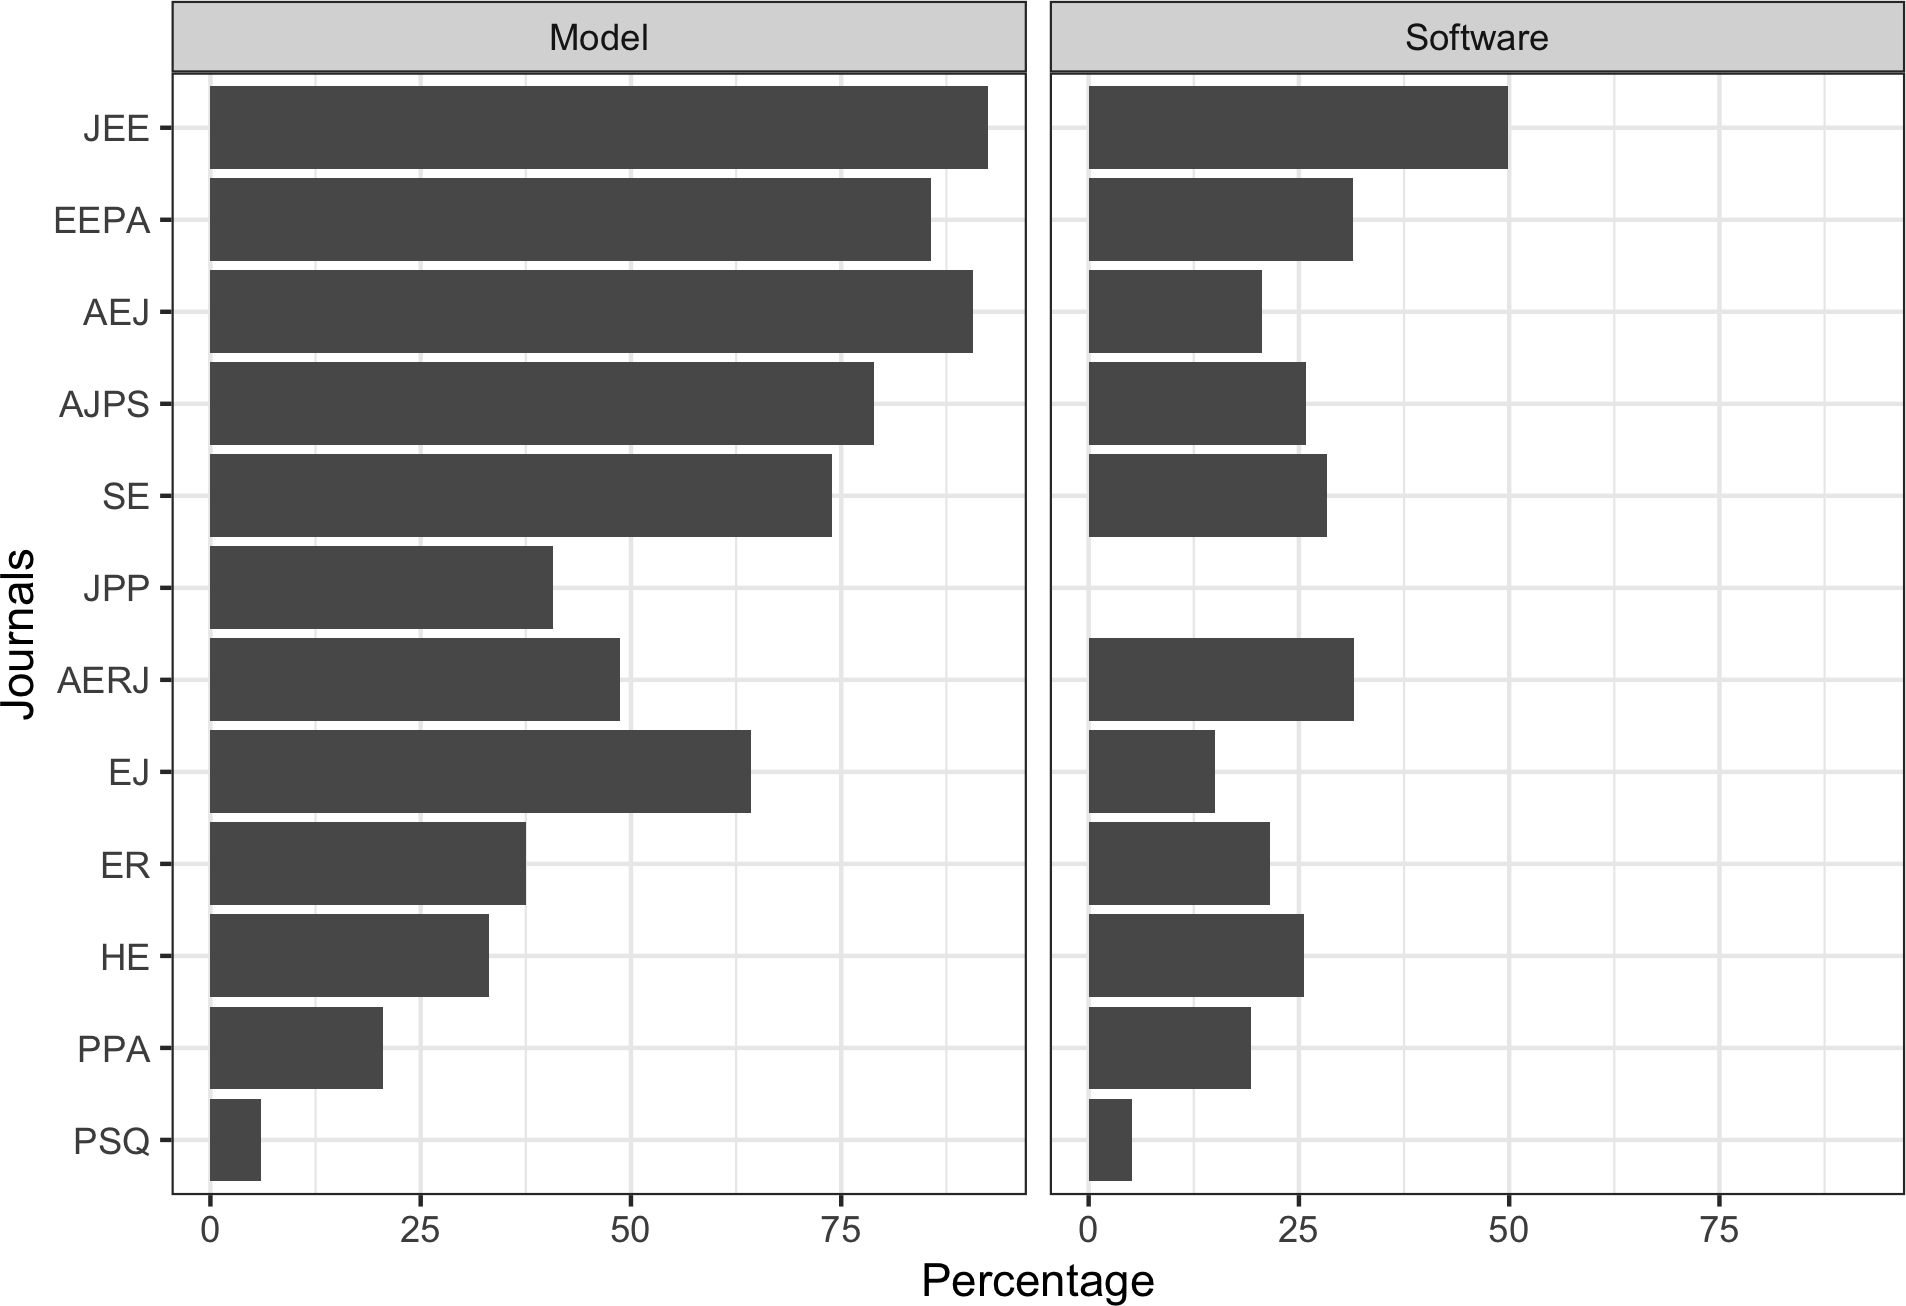 Model
Software
Journals
JEE
EEPA
AEJ
AJPS
SE
JPP
AERJ
EJ
ER
HE
PPA
PSQ
0 25 50 75
0 25 50 75
Percentage